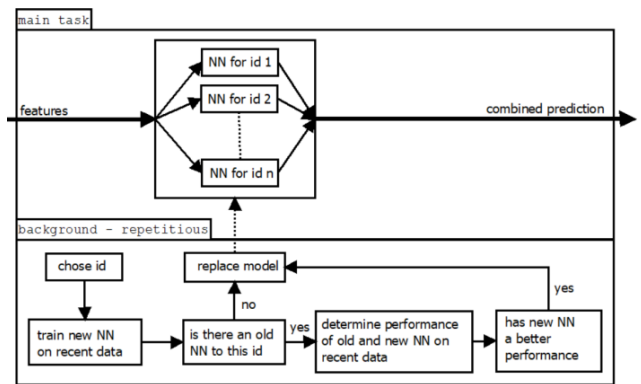 main task
NN for id 1
NN for id 2
features
combined prediction
NN for id n
background - repetitious
chose id
replace model
yes
no
train new NN
on recent data
is there an old
NN to this id
yes
determine performance
of old and new NN on
recent data
has new NN
a better
performance